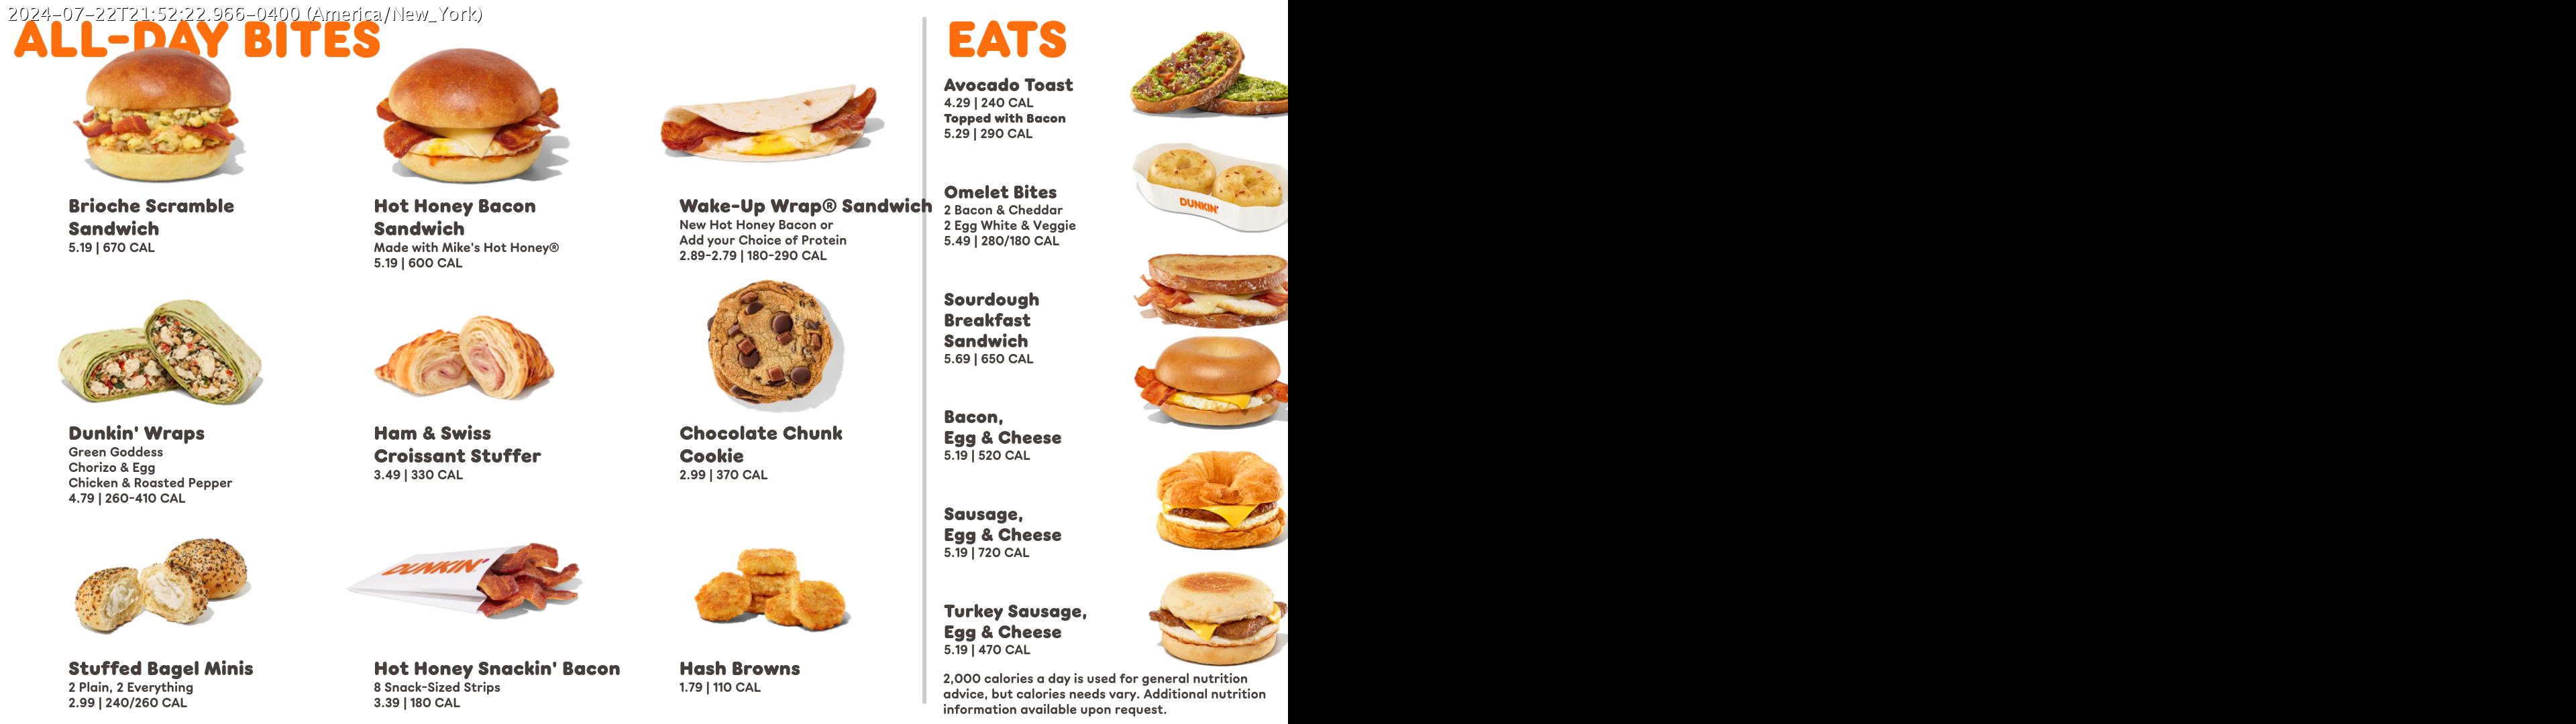 2024-07-22T21:52:22.966-0400 (America/New_York)
ALL-DAY BITES
Brioche Scramble
Sandwich
5.19 | 670 CAL
Hot Honey Bacon
Sandwich
Made with Mike's Hot Honey®
5.19 | 600 CAL
Wake-Up Wrap® Sandwich
New Hot Honey Bacon or
Add your Choice of Protein
2.89-2.79 | 180-290 CAL
Dunkin' Wraps
Green Goddess
Chorizo & Egg
Chicken & Roasted Pepper
4.79 | 260-410 CAL
Ham & Swiss
Croissant Stuffer
3.49 | 330 CAL
Chocolate Chunk
Cookie
2.99 | 370 CAL
Stuffed Bagel Minis
2 Plain, 2 Everything
2.99 | 240/260 CAL
DUNKIN'
Hot Honey Snackin' Bacon
8 Snack-Sized Strips
3.39 | 180 CAL
Hash Browns
1.79 | 110 CAL
EATS
Avocado Toast
4.29 | 240 CAL
Topped with Bacon
5.29 | 290 CAL
Omelet Bites
2 Bacon & Cheddar
2 Egg White & Veggie
5.49 | 280/180 CAL
DUNKIN'
Sourdough
Breakfast
Sandwich
5.69 | 650 CAL
Bacon,
Egg & Cheese
5.19 | 520 CAL
Sausage,
Egg & Cheese
5.19 | 720 CAL
Turkey Sausage,
Egg & Cheese
5.19 | 470 CAL
2,000 calories a day is used for general nutrition
advice, but calories needs vary. Additional nutrition
information available upon request.